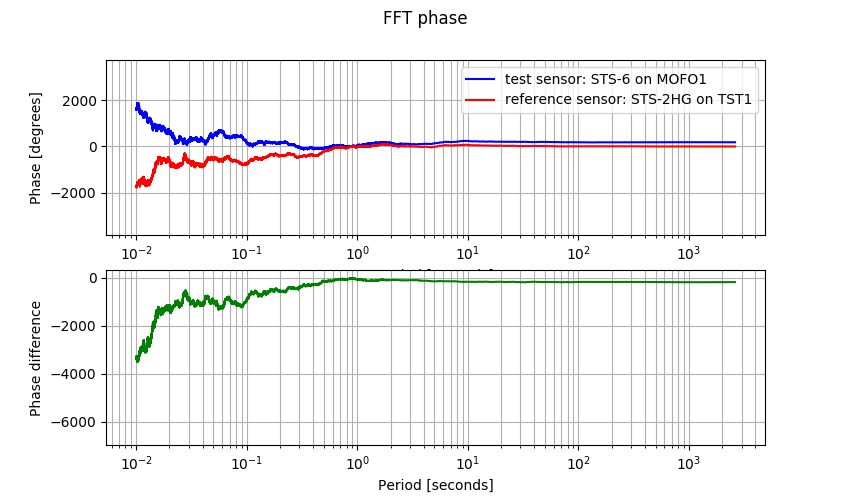 FFT phase
test sensor: STS-6 on MOFO1
reference sensor: STS-2HG on TST1
Phase [degrees]
2000
0
−2000
10⁻² 10⁻¹ 10⁰ 10¹ 10² 10³
Phase difference
0
−2000
−4000
−6000
10⁻² 10⁻¹ 10⁰ 10¹ 10² 10³
Period [seconds]